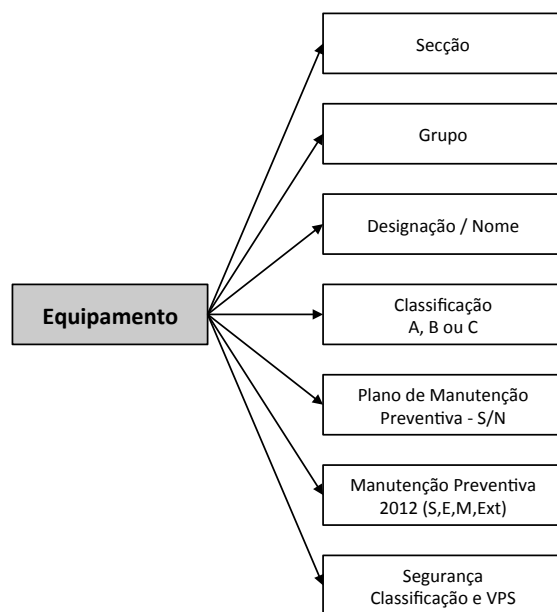 Secção
Grupo
Designação / Nome
Equipamento
Classificação
A, B ou C
Plano de Manutenção
Preventiva - S/N
Manutenção Preventiva
2012 (S,E,M,Ext)
Segurança
Classificação e VPS